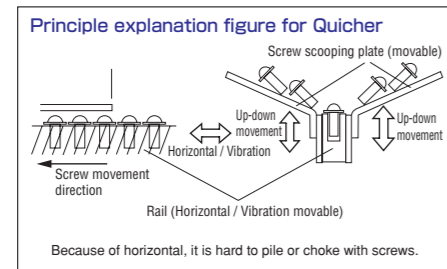 Principle explanation figure for Quicher
Screw scooping plate (movable)
Up-down
movement
Up-down
movement
Horizontal / Vibration
Screw movement
direction
Rail (Horizontal / Vibration movable)
Because of horizontal, it is hard to pile or choke with screws.